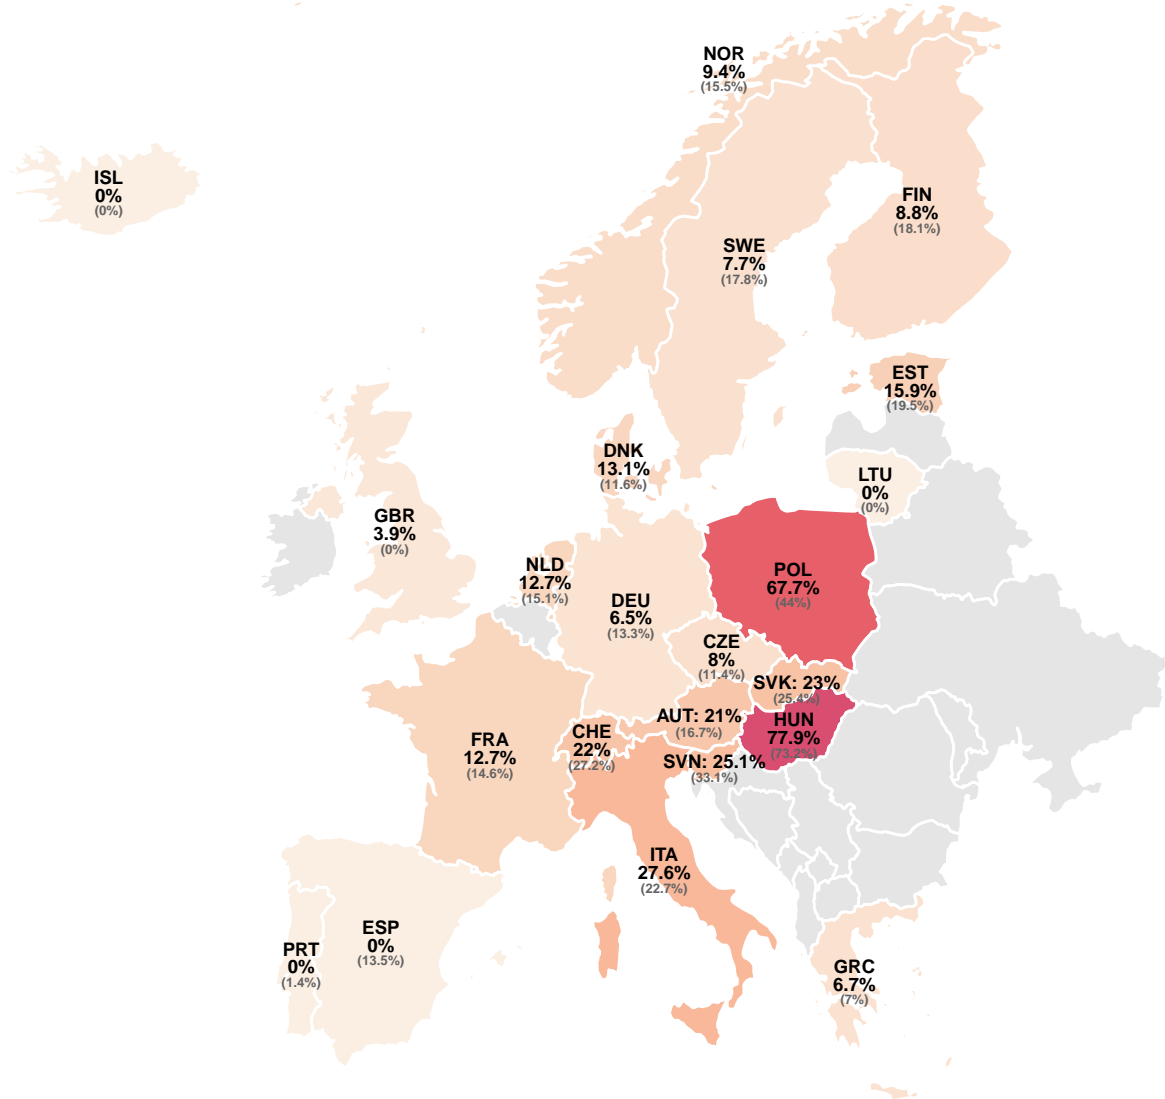 NOR
9.4%
(15.5%)
ISL
0%
(0%)
FIN
8.8%
(18.1%)
SWE
7.7%
(17.8%)
EST
15.9%
(19.5%)
DNK
13.1%
(11.6%)
LTU
0%
(0%)
GBR
3.9%
(0%)
NLD
12.7%
(15.1%)
POL
67.7%
(44%)
DEU
6.5%
(13.3%)
CZE
8%
(11.4%)
SVK: 23%
(25.4%)
AUT: 21%
(16.7%)
HUN
77.9%
(73.2%)
CHE
22%
(27.2%)
FRA
12.7%
(14.6%)
SVN: 25.1%
(33.1%)
ITA
27.6%
(22.7%)
ESP
0%
(13.5%)
PRT
0%
(1.4%)
GRC
6.7%
(7%)